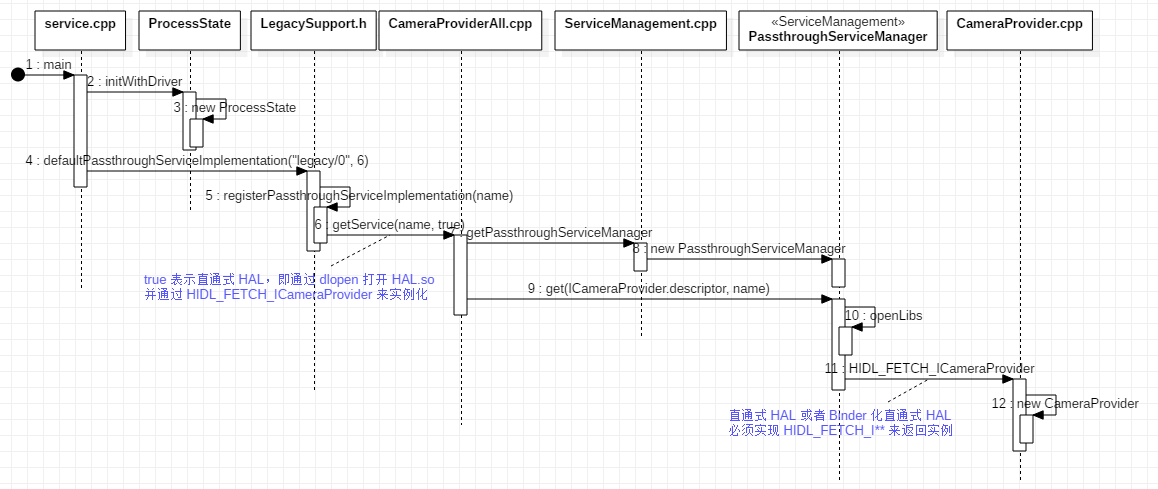 service.cpp
ProcessState
LegacySupport.h
CameraProviderAll.cpp
ServiceManagement.cpp
«ServiceManagement»
PassthroughServiceManager
CameraProvider.cpp
1 : main
2 : initWithDriver
3 : new ProcessState
4 : defaultPassthroughServiceImplementation("legacy/0", 6)
5 : registerPassthroughServiceImplementation(name)
6 : getService(name, true)
7 : getPassthroughServiceManager
8 : new PassthroughServiceManager
true 表示直通式 HAL，即通过 dlopen 打开 HAL.so
并通过 HIDL_FETCH_ICameraProvider 来实例化
9 : get(ICameraProvider.descriptor, name)
10 : openLibs
11 : HIDL_FETCH_ICameraProvider
12 : new CameraProvider
直通式 HAL 或者 Binder 化直通式 HAL
必须实现 HIDL_FETCH_I** 来返回实例